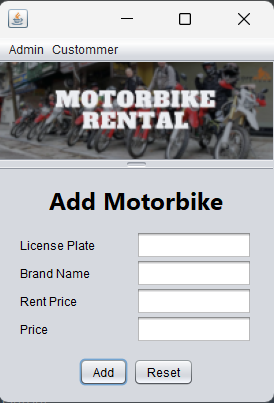 Admin Custommer
MOTORBIKE
RENTAL
Add Motorbike
License Plate
Brand Name
Rent Price
Price
Add Reset